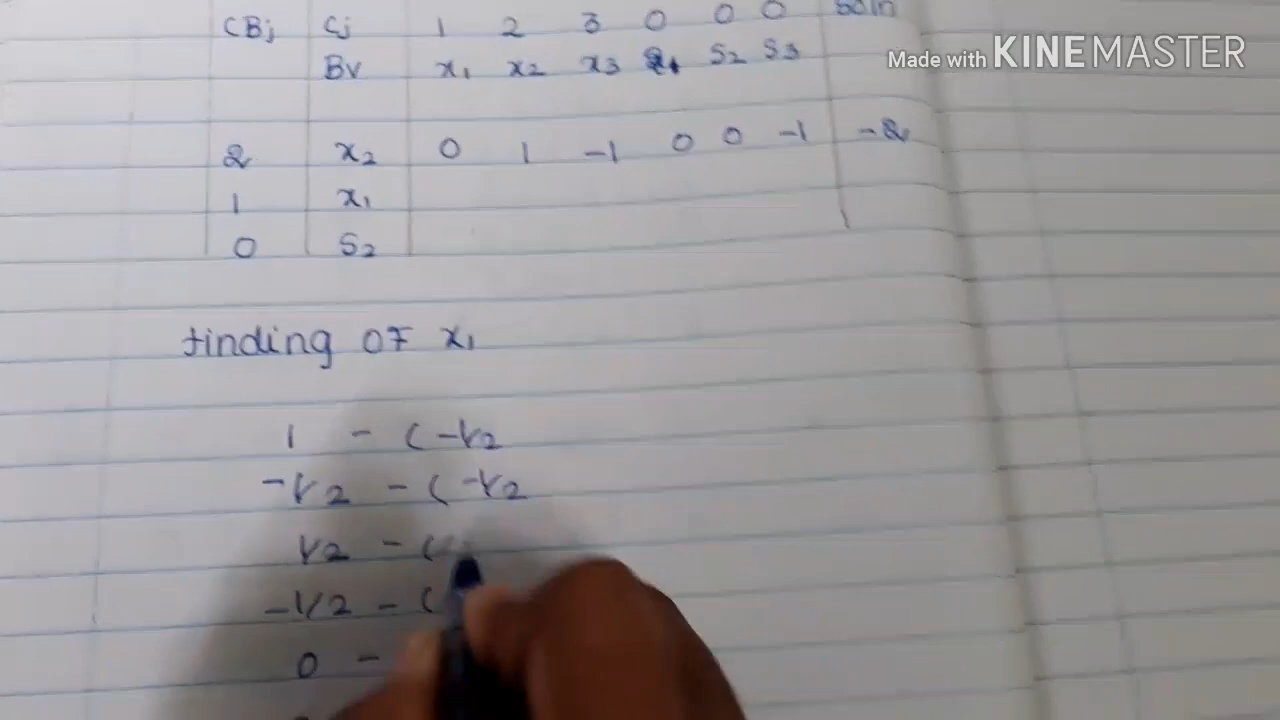 CBj Cj 1 2 3 0 0 0 Soln
Made with KINEMASTER
BV x1 x2 x3 S1 S2 S3
2 x2 0 1 -1 0 0 -1 -2
1 x1
0 S2
finding of x1
1 - (-1/2
-1/2 - (-1/2
1/2 - (
-1/2 - (
0 -